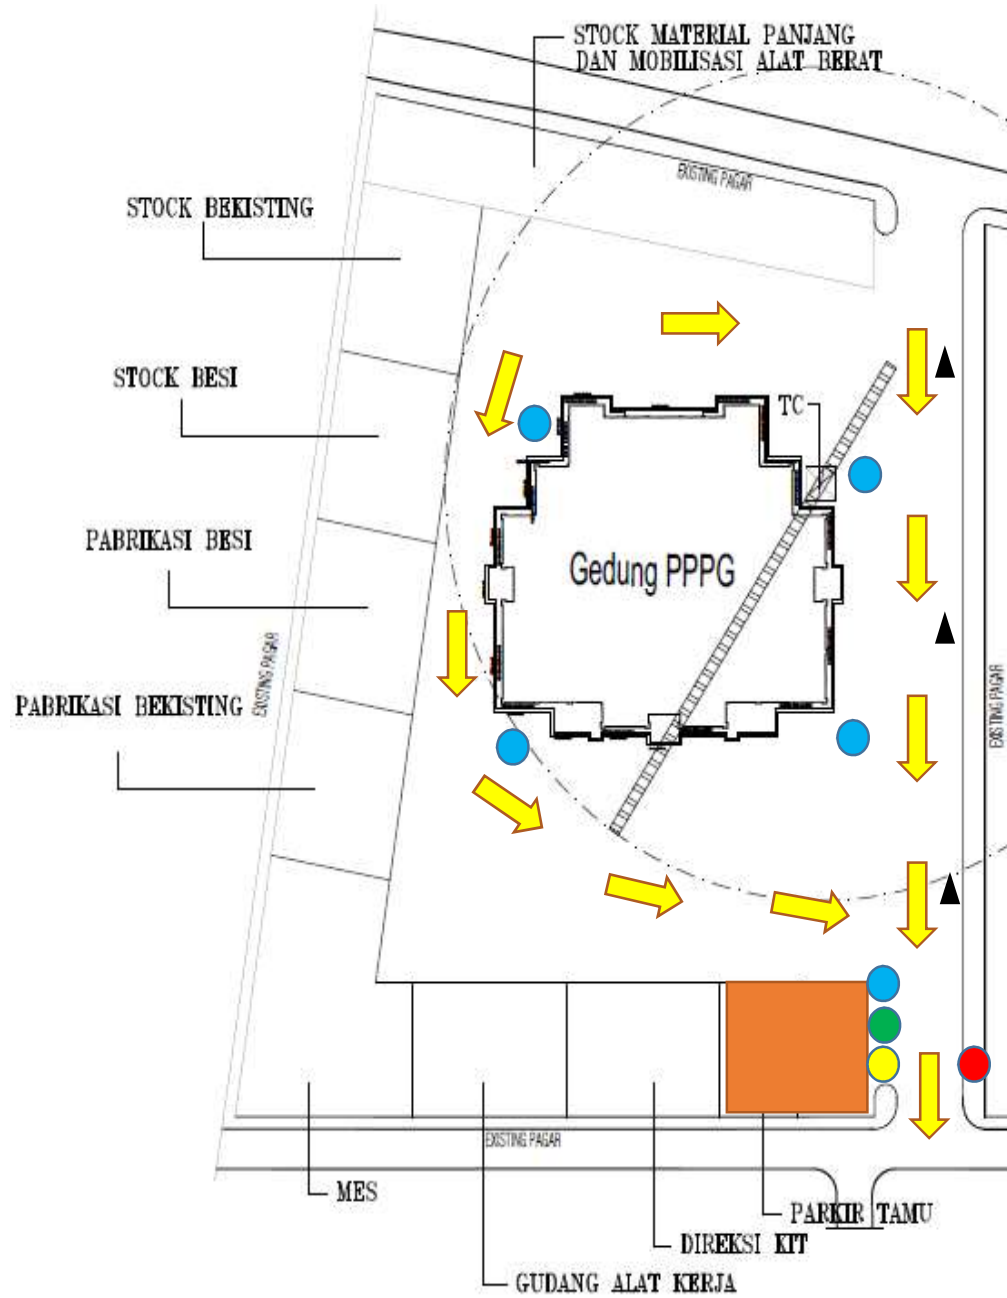 STOCK MATERIAL PANJANG
DAN MOBILISASI ALAT BERAT
EXISTING PAGAR
STOCK BEKISTING
STOCK BESI
TC
PABRIKASI BESI
Gedung PPPG
EXISTING PAGAR
PABRIKASI BEKISTING
EXISTING PAGAR
EXISTING PAGAR
MES
PARKIR TAMU
DIREKSI KIT
GUDANG ALAT KERJA